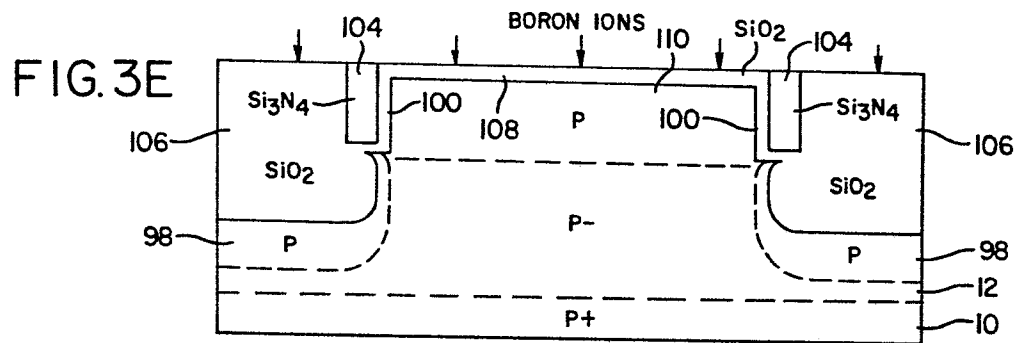 BORON IONS
104
110
SiO2
104
FIG. 3E
Si3N4
100
108
P
100
Si3N4
106
106
SiO2
SiO2
P-
98
P
P
98
12
P+
10